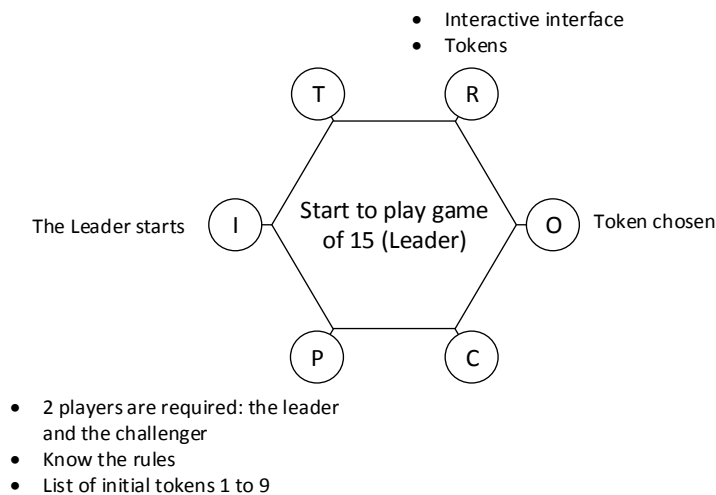 • Interactive interface
• Tokens
T
R
The Leader starts
I
Start to play game
of 15 (Leader)
O
Token chosen
P
C
• 2 players are required: the leader
and the challenger
• Know the rules
• List of initial tokens 1 to 9